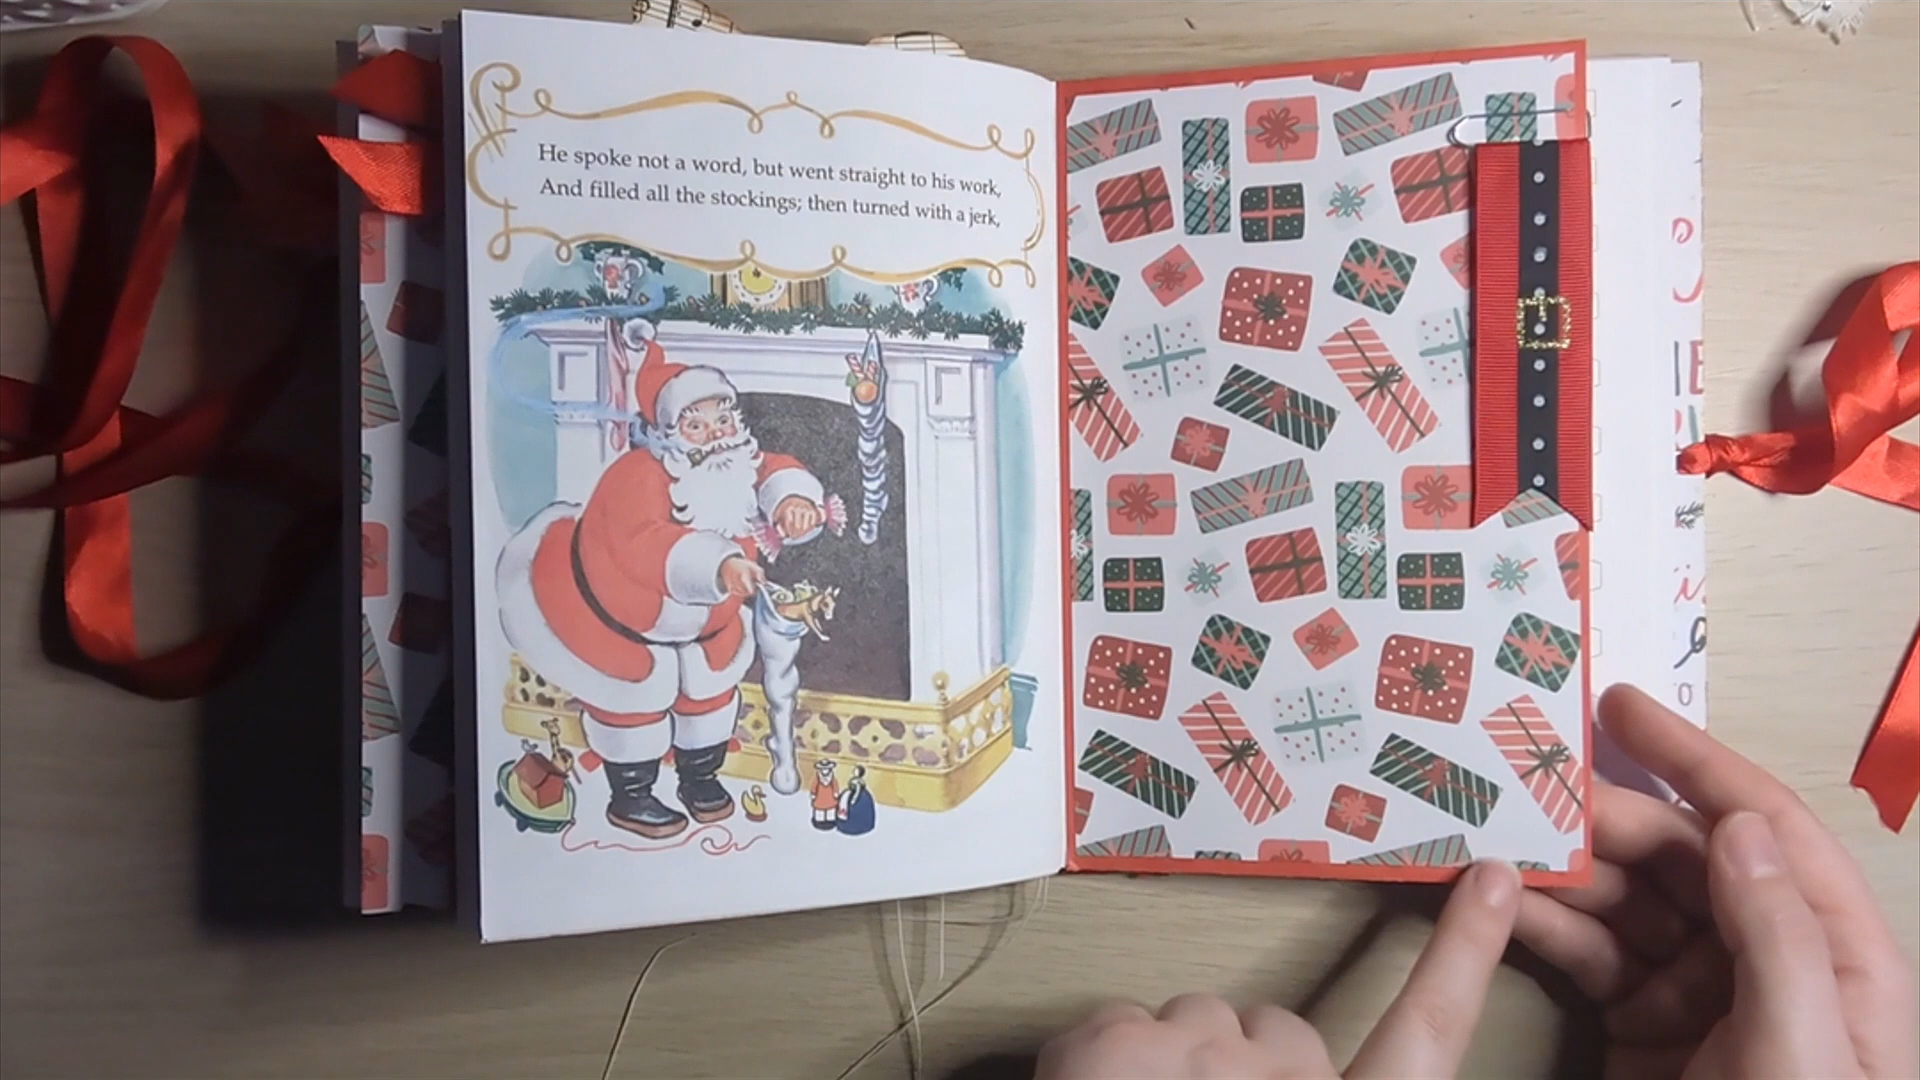 He spoke not a word, but went straight to his work,
And filled all the stockings; then turned with a jerk,